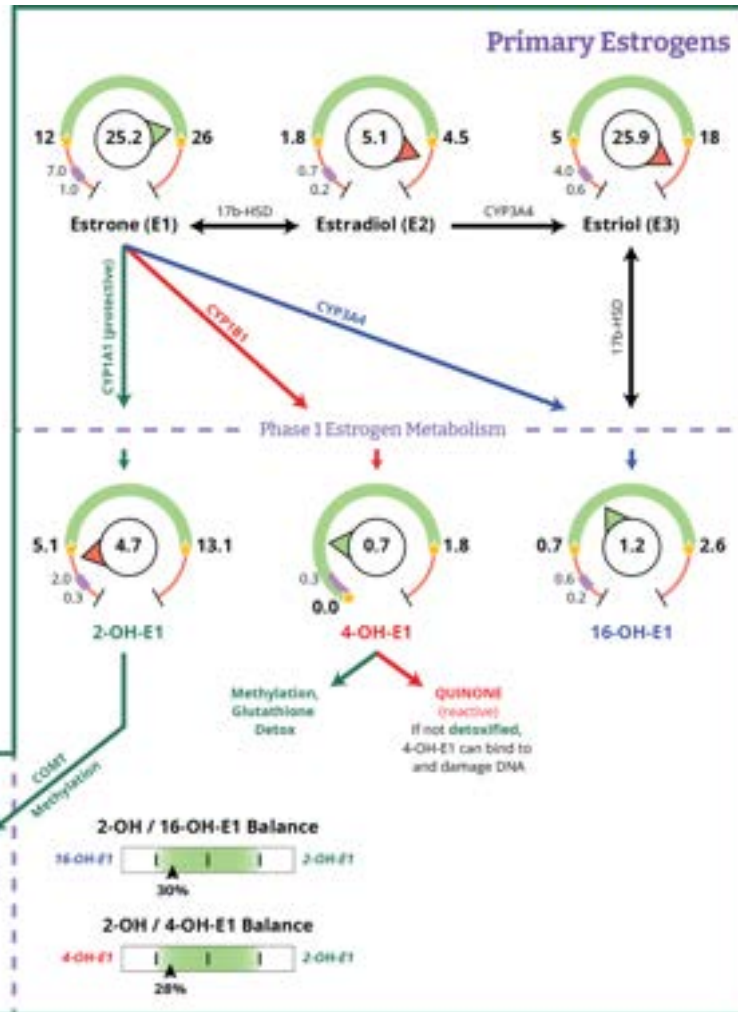 Primary Estrogens
12 25.2 26
7.0
1.0
Estrone (E1)
1.8 5.1 4.5
0.7
0.2
Estradiol (E2)
5 25.9 18
4.0
0.6
Estriol (E3)
17b-HSD
CYP3A4
CYP1A1 (protective)
CYP1B1
CYP3A4
17b-HSD
Phase 1 Estrogen Metabolism
5.1 4.7 13.1
2.0
0.3
2-OH-E1
0.7 1.8
0.3
0.0
4-OH-E1
0.7 1.2 2.6
0.6
0.2
16-OH-E1
Methylation,
Glutathione
Detox
QUINONE
(reactive)
If not detoxified,
4-OH-E1 can bind to
and damage DNA
COMT
Methylation
2-OH / 16-OH-E1 Balance
16-OH-E1 2-OH-E1
30%
2-OH / 4-OH-E1 Balance
4-OH-E1 2-OH-E1
28%